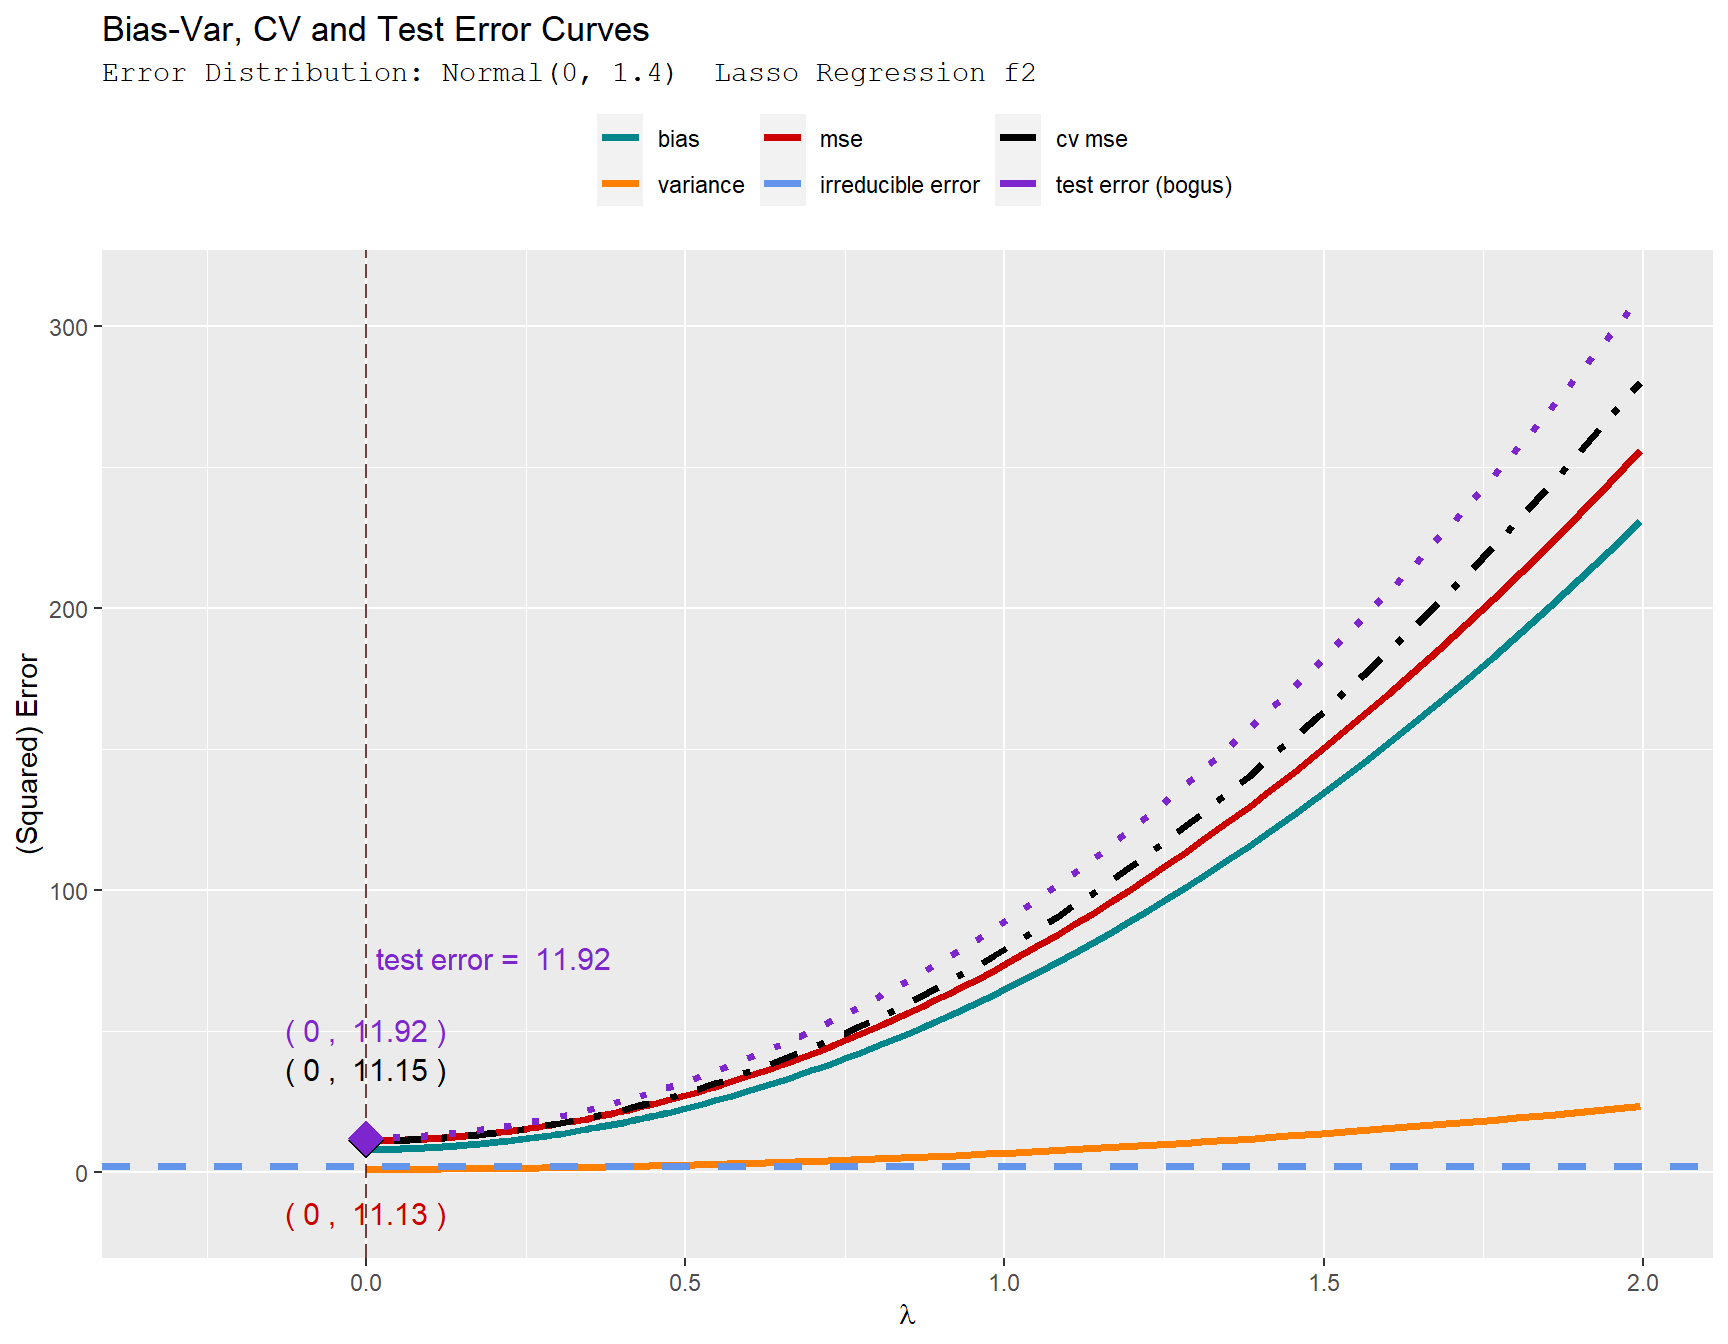 Bias-Var, CV and Test Error Curves
Error Distribution: Normal(0, 1.4)  Lasso Regression f2
bias mse cv mse
variance irreducible error test error (bogus)
300
200
100
0
(Squared) Error
test error =  11.92
( 0 ,  11.92 )
( 0 ,  11.15 )
( 0 ,  11.13 )
0.0 0.5 1.0 1.5 2.0
λ